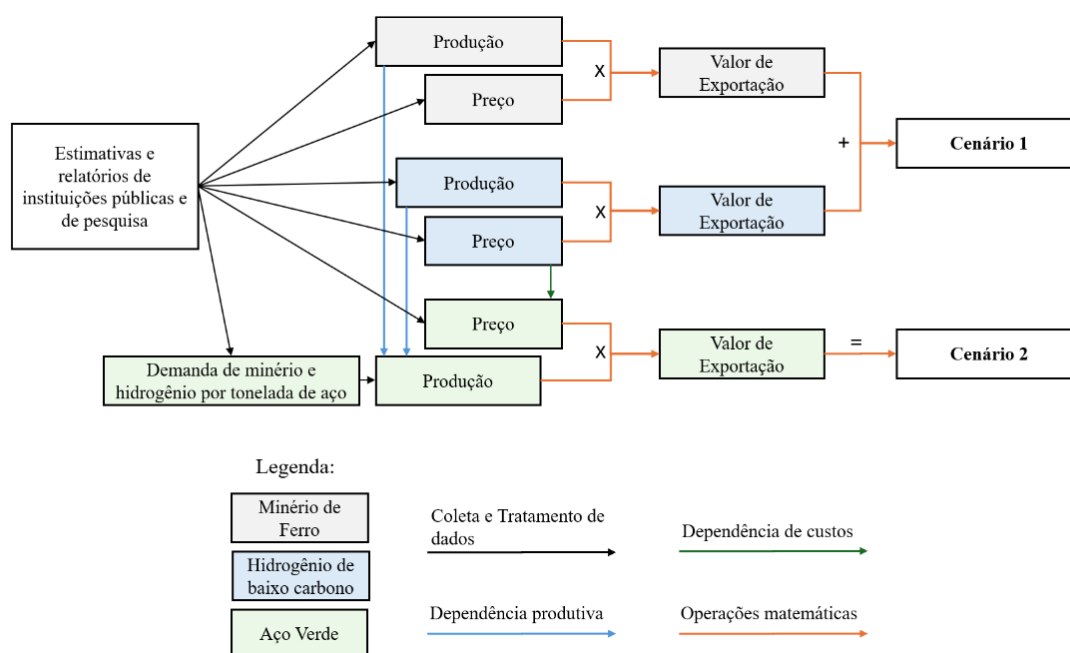 Produção
X
Preço
Valor de
Exportação
Estimativas e
relatórios de
instituições públicas e
de pesquisa
+
Cenário 1
Produção
X
Preço
Valor de
Exportação
Preço
X
Valor de
Exportação
=
Cenário 2
Demanda de minério e
hidrogênio por tonelada de aço
Produção
Legenda:
Minério de
Ferro
Hidrogênio de
baixo carbono
Aço Verde
Coleta e Tratamento de
dados
Dependência produtiva
Dependência de custos
Operações matemáticas